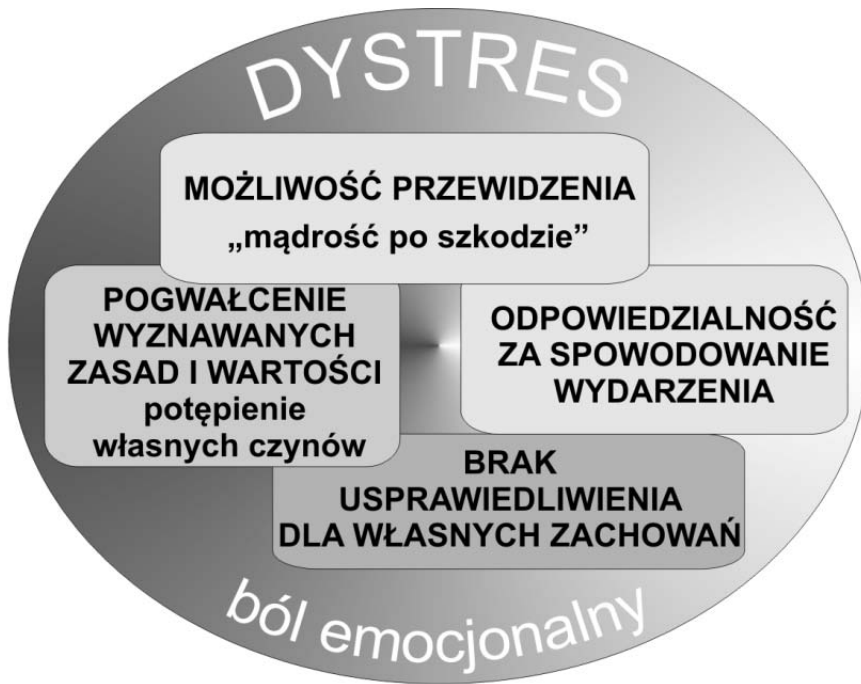 DYSTRES
MOŻLIWOŚĆ PRZEWIDZENIA
„mądrość po szkodzie”
POGWAŁCENIE
WYZNAWANYCH
ZASAD I WARTOŚCI
potępienie
własnych czynów
ODPOWIEDZIALNOŚĆ
ZA SPOWODOWANIE
WYDARZENIA
BRAK
USPRAWIEDLIWIENIA
DLA WŁASNYCH ZACHOWAŃ
ból emocjonalny